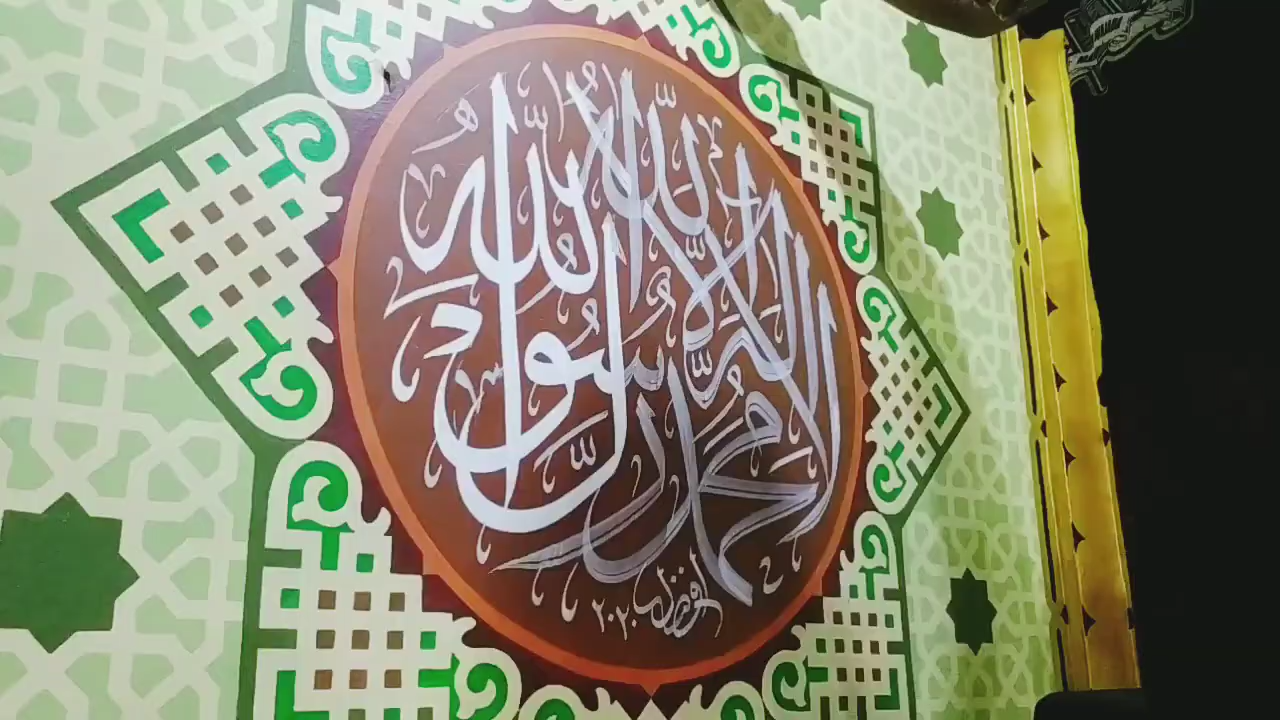 لا إله إلا الله
محمد رسول الله
٢٠٢٠